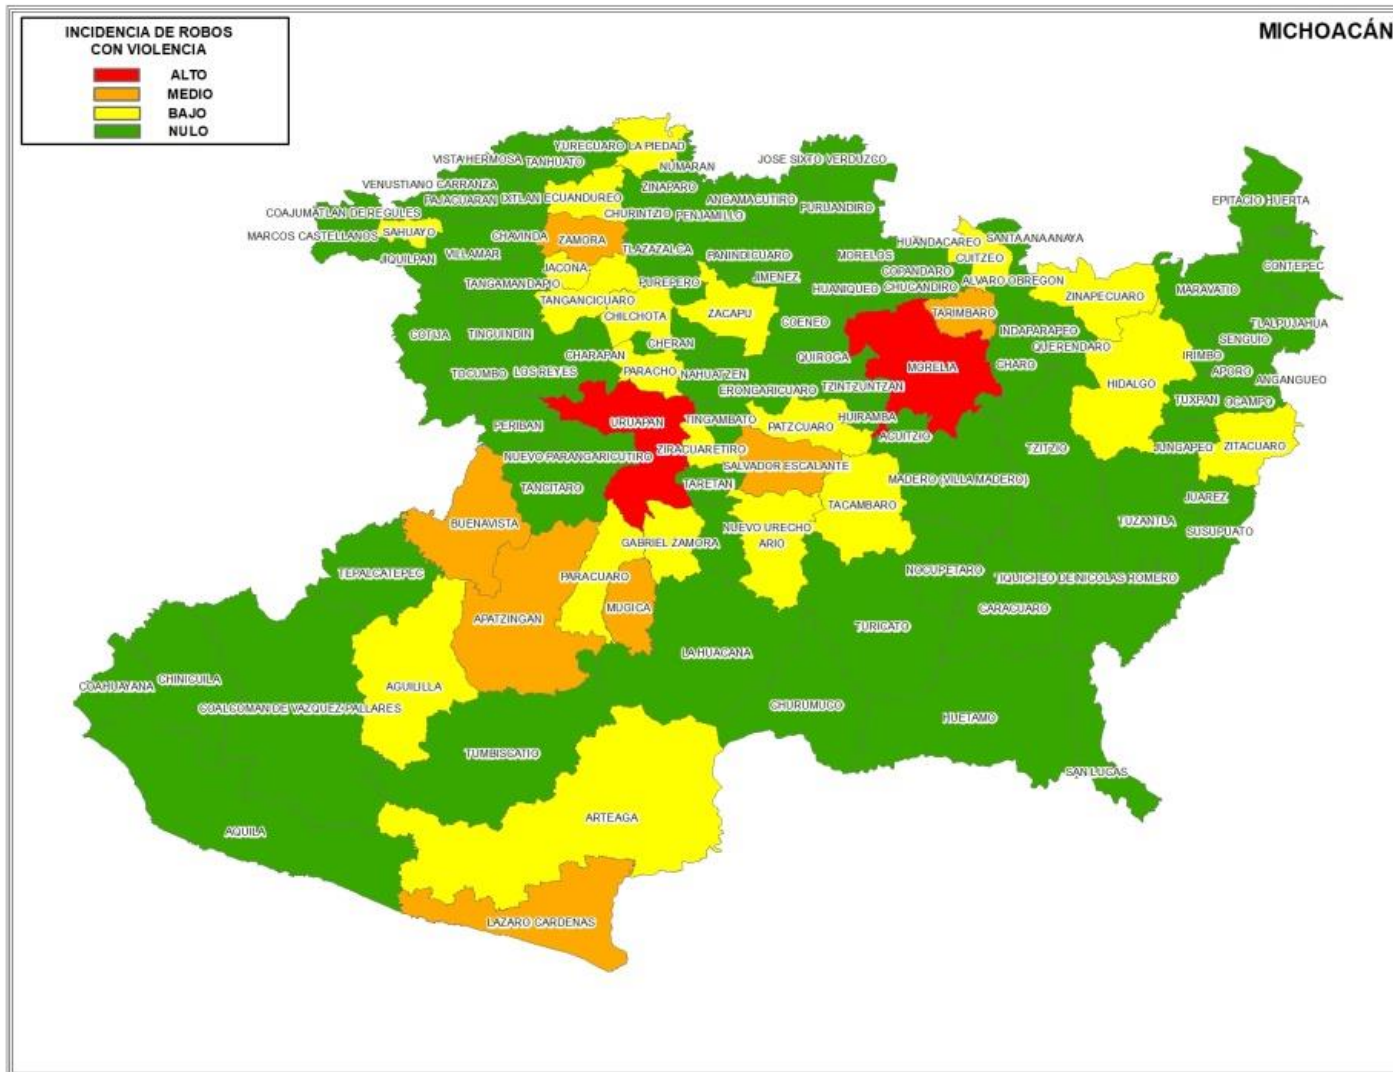 INCIDENCIA DE ROBOS
CON VIOLENCIA
ALTO
MEDIO
BAJO
NULO
MICHOACÁN
YURECUARO
LA PIEDAD
VISTA HERMOSA
TANHUATO
NUMARAN
JOSE SIXTO VERDUZCO
VENUSTIANO CARRANZA
ZINAPARO
PAJACUARAN
IXTLAN
ECUANDUREO
ANGAMACUTIRO
EPITACIO HUERTA
COAJUMATLAN DE REGULES
CHURINTZIO
PENJAMILLO
PURUANDIRO
SAHUAYO
MARCOS CASTELLANOS
CHAVINDA
ZAMORA
TLAZAZALCA
HUANDACAREO
SANTA ANA ANAYA
JIQUILPAN
VILLAMAR
PANINDICUARO
MORELOS
CUITZEO
CONTEPEC
JACONA
COPANDARO
TANGAMANDAPIO
PUREPERO
JIMENEZ
HUANIQUEO
CHUCANDIRO
ALVARO OBREGON
ZINAPECUARO
MARAVATIO
TANGANCICUARO
CHILCHOTA
ZACAPU
TARIMBARO
COENEO
INDAPARAPEO
TLALPUJAHUA
COTIJA
TINGUINDIN
CHERAN
QUERENDARO
SENGUIO
CHARAPAN
QUIROGA
CHARO
IRIMBO
TOCUMBO
LOS REYES
PARACHO
NAHUATZEN
MORELIA
APORO
ANGANGUEO
ERONGARICUARO
TZINTZUNTZAN
HIDALGO
TUXPAN
OCAMPO
URUAPAN
TINGAMBATO
PATZCUARO
HUIRAMBA
PERIBAN
ACUITZIO
ZIRACUARETIRO
TZITZIO
JUNGAPEO
ZITACUARO
NUEVO PARANGARICUTIRO
SALVADOR ESCALANTE
TANCITARO
TARETAN
MADERO (VILLA MADERO)
TACAMBARO
JUAREZ
BUENAVISTA
NUEVO URECHO
ARIO
TUZANTLA
SUSUPUATO
GABRIEL ZAMORA
TEPALCATEPEC
PARACUARO
NOCUPETARO
TIQUICHEO DE NICOLAS ROMERO
MUGICA
CARACUARO
APATZINGAN
TURICATO
LA HUACANA
COAHUAYANA
CHINICUILA
AGUILILLA
COALCOMAN DE VAZQUEZ PALLARES
CHURUMUCO
HUETAMO
TUMBISCATIO
SAN LUCAS
ARTEAGA
AQUILA
LAZARO CARDENAS